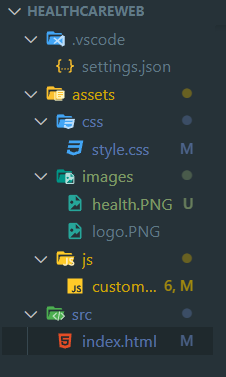 HEALTHCAREWEB
.vscode
settings.json
assets
css
style.css M
images
health.PNG U
logo.PNG
js
custom... 6, M
src
index.html M